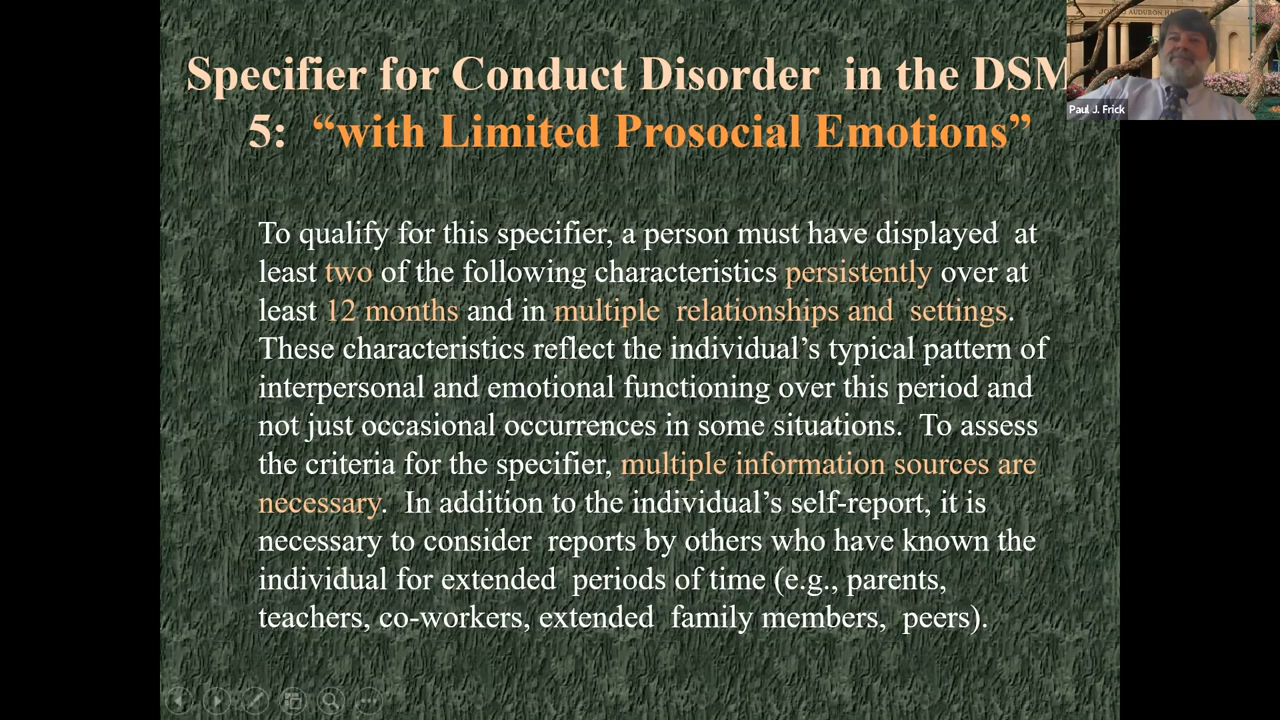 Specifier for Conduct Disorder in the DSM
5: “with Limited Prosocial Emotions”
Paul J. Frick
To qualify for this specifier, a person must have displayed at
least two of the following characteristics persistently over at
least 12 months and in multiple relationships and settings.
These characteristics reflect the individual’s typical pattern of
interpersonal and emotional functioning over this period and
not just occasional occurrences in some situations. To assess
the criteria for the specifier, multiple information sources are
necessary. In addition to the individual’s self-report, it is
necessary to consider reports by others who have known the
individual for extended periods of time (e.g., parents,
teachers, co-workers, extended family members, peers).